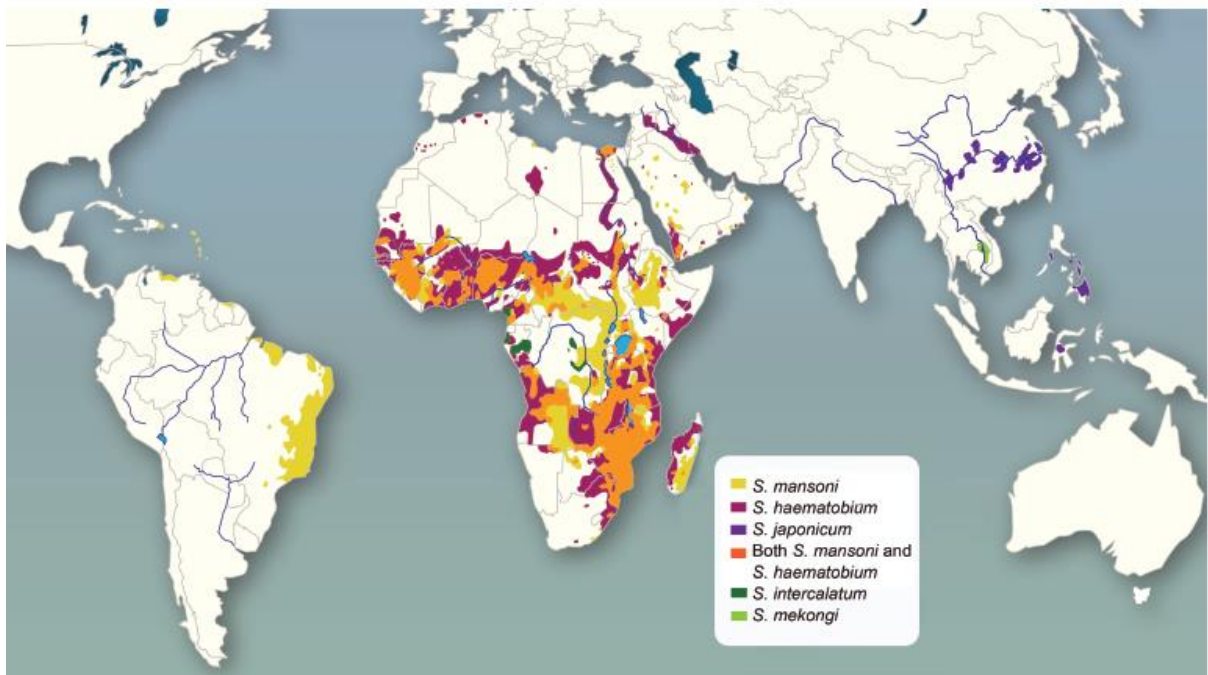 S. mansoni
S. haematobium
S. japonicum
Both S. mansoni and
S. haematobium
S. intercalatum
S. mekongi